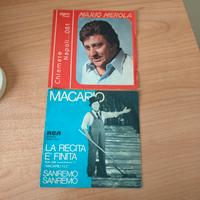 MARIO MEROLA
Chiamate Napoli...081
MACARIO
RCA
LA RECITA
E' FINITA
SANREMO
SANREMO